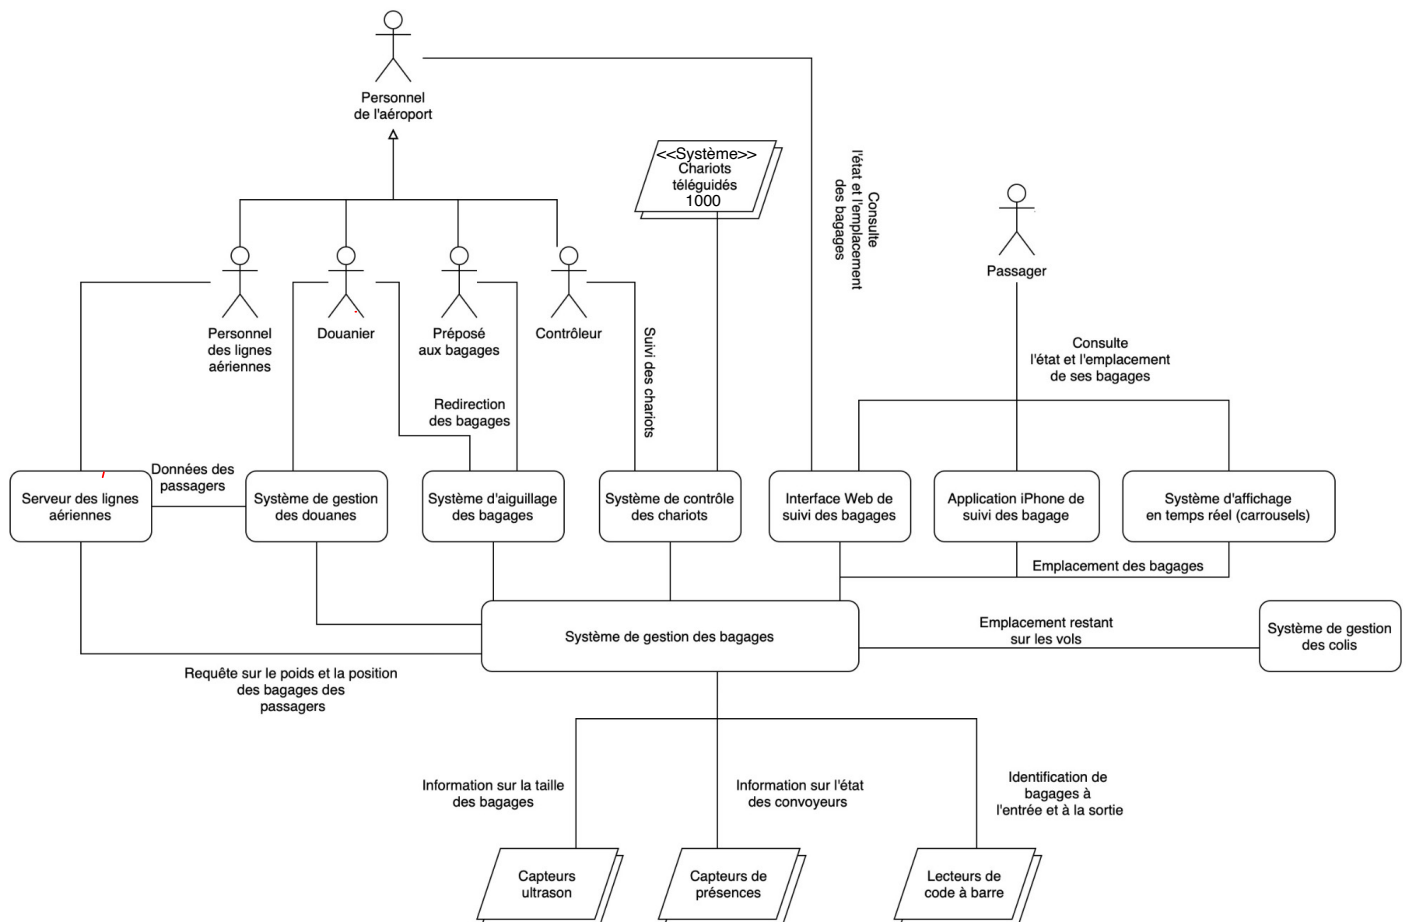 Personnel
de l'aéroport
<<Système>>
Chariots
téléguidés
1000
Consulte
l'état et l'emplacement
des bagages
Passager
Personnel
des lignes
aériennes
Douanier
Préposé
aux bagages
Contrôleur
Suivi des chariots
Consulte
l'état et l'emplacement
de ses bagages
Redirection
des bagages
Données des
passagers
Serveur des lignes
aériennes
Système de gestion
des douanes
Système d'aiguillage
des bagages
Système de contrôle
des chariots
Interface Web de
suivi des bagages
Application iPhone de
suivi des bagage
Système d'affichage
en temps réel (carrousels)
Emplacement des bagages
Système de gestion des bagages
Emplacement restant
sur les vols
Système de gestion
des colis
Requête sur le poids et la position
des bagages des
passagers
Information sur la taille
des bagages
Information sur l'état
des convoyeurs
Identification de
bagages à
l'entrée et à la sortie
Capteurs
ultrason
Capteurs de
présences
Lecteurs de
code à barre